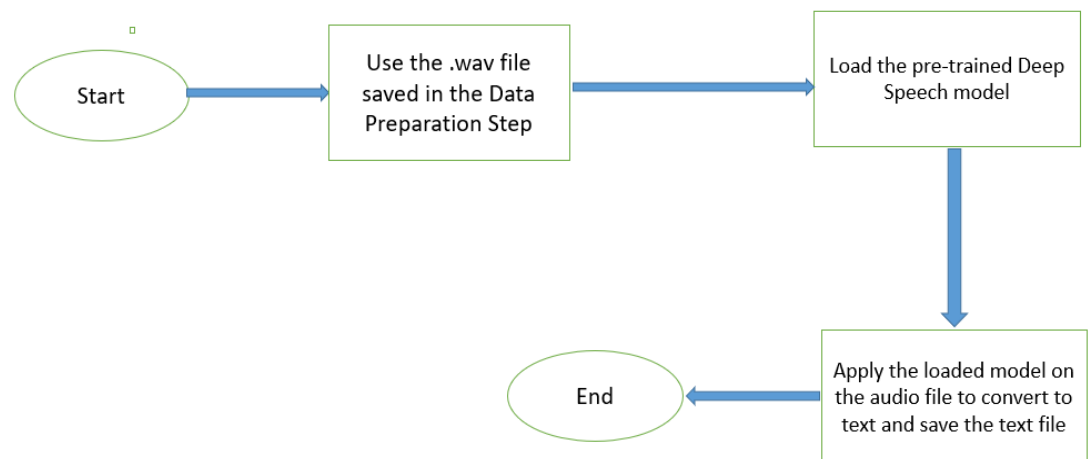 Start
Use the .wav file
saved in the Data
Preparation Step
Load the pre-trained Deep
Speech model
Apply the loaded model on
the audio file to convert to
text and save the text file
End